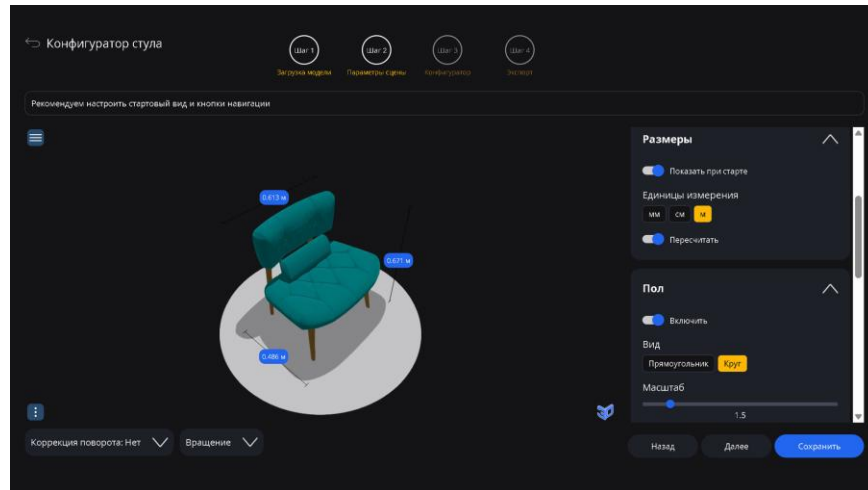 Конфигуратор стула
Шаг 1
Шаг 2
Шаг 3
Шаг 4
Загрузка модели
Параметры сцены
Конфигуратор
Экспорт
Рекомендуем настроить стартовый вид и кнопки навигации
0.613 м
0.671 м
0.486 м
3D
Коррекция поворота: Нет
Вращение
Размеры
Показать при старте
Единицы измерения
мм см м
Пересчитать
Пол
Включить
Вид
Прямоугольник Круг
Масштаб
1.5
Назад Далее Сохранить